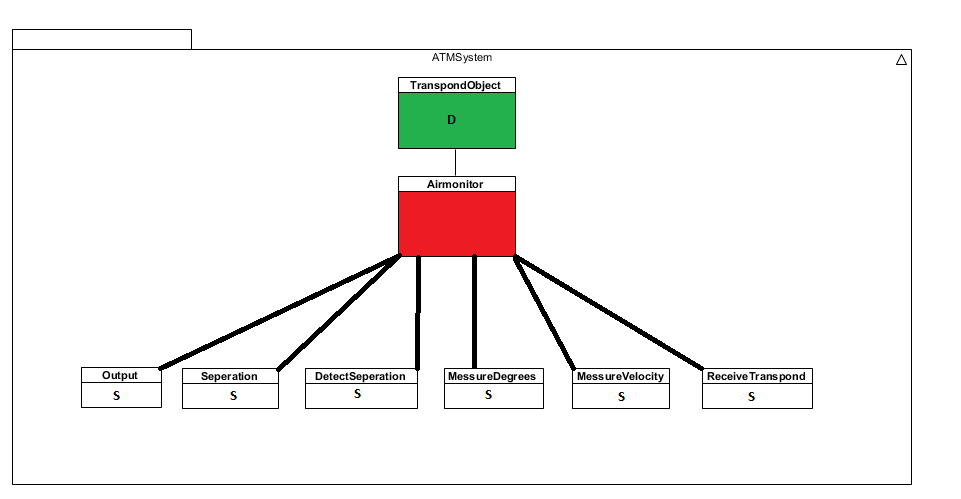 ATMSystem
TranspondObject
D
Airmonitor
Output
S
Seperation
S
DetectSeperation
S
MessureDegrees
S
MessureVelocity
S
ReceiveTranspond
S